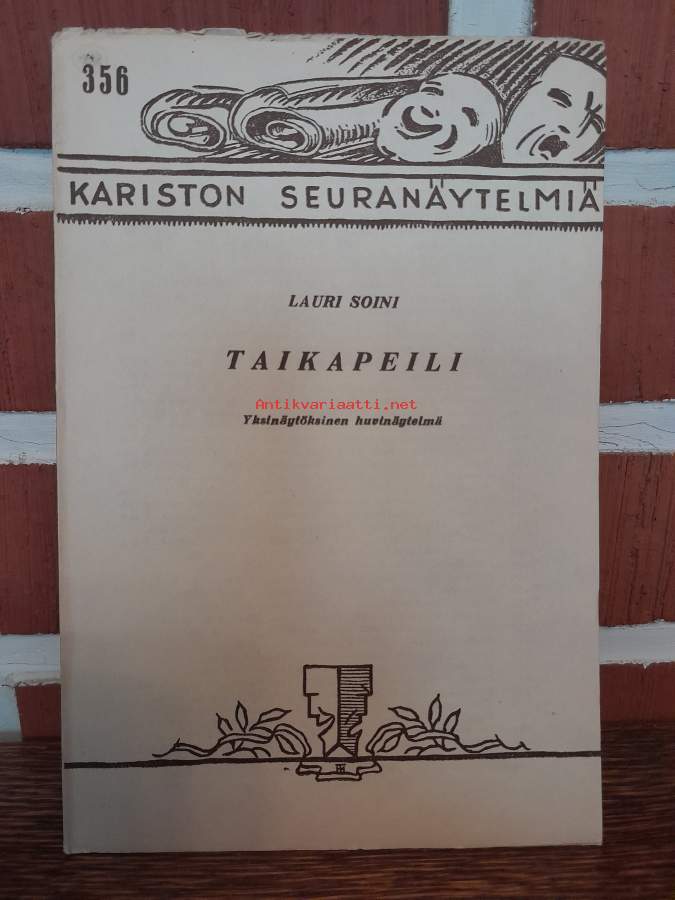 356
KARISTON SEURANÄYTELMIÄ
LAURI SOINI
TAIKAPEILI
Antikvariaatti.net
Yksinäytöksinen huvinäytelmä